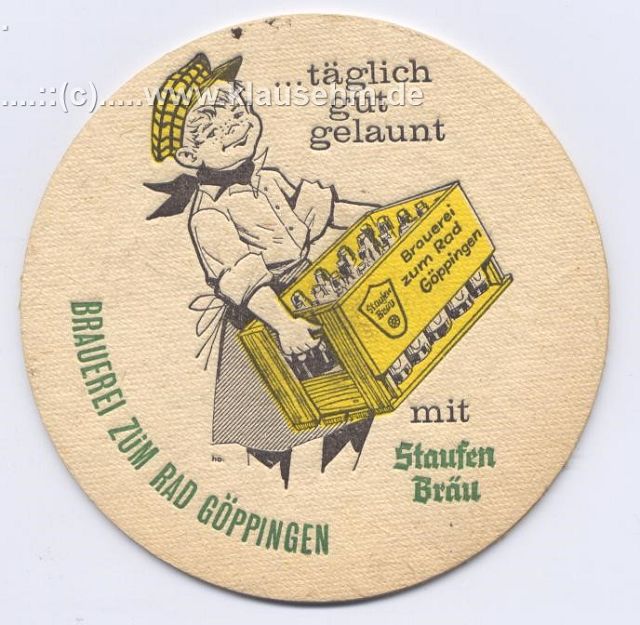 ...täglich
.....::(c).....www.klausehm.de
gut
gelaunt
Brauerei
zum Rad
Göppingen
Staufen
Bräu
mit
Staufen
Bräu
BRAUEREI ZUM RAD GÖPPINGEN
ho.